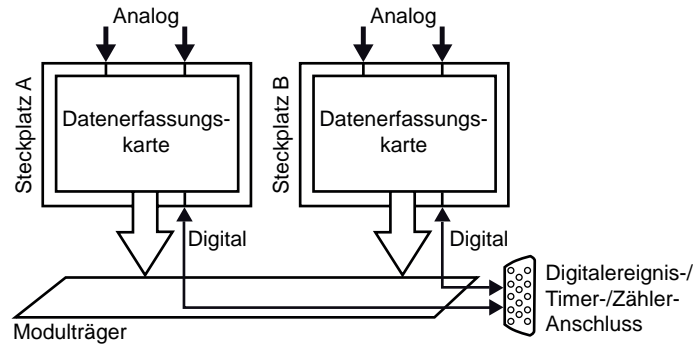 Analog
Analog
Steckplatz A
Datenerfassungs-
karte
Steckplatz B
Datenerfassungs-
karte
Digital
Digital
Digitalereignis-/
Timer-/Zähler-
Anschluss
Modulträger